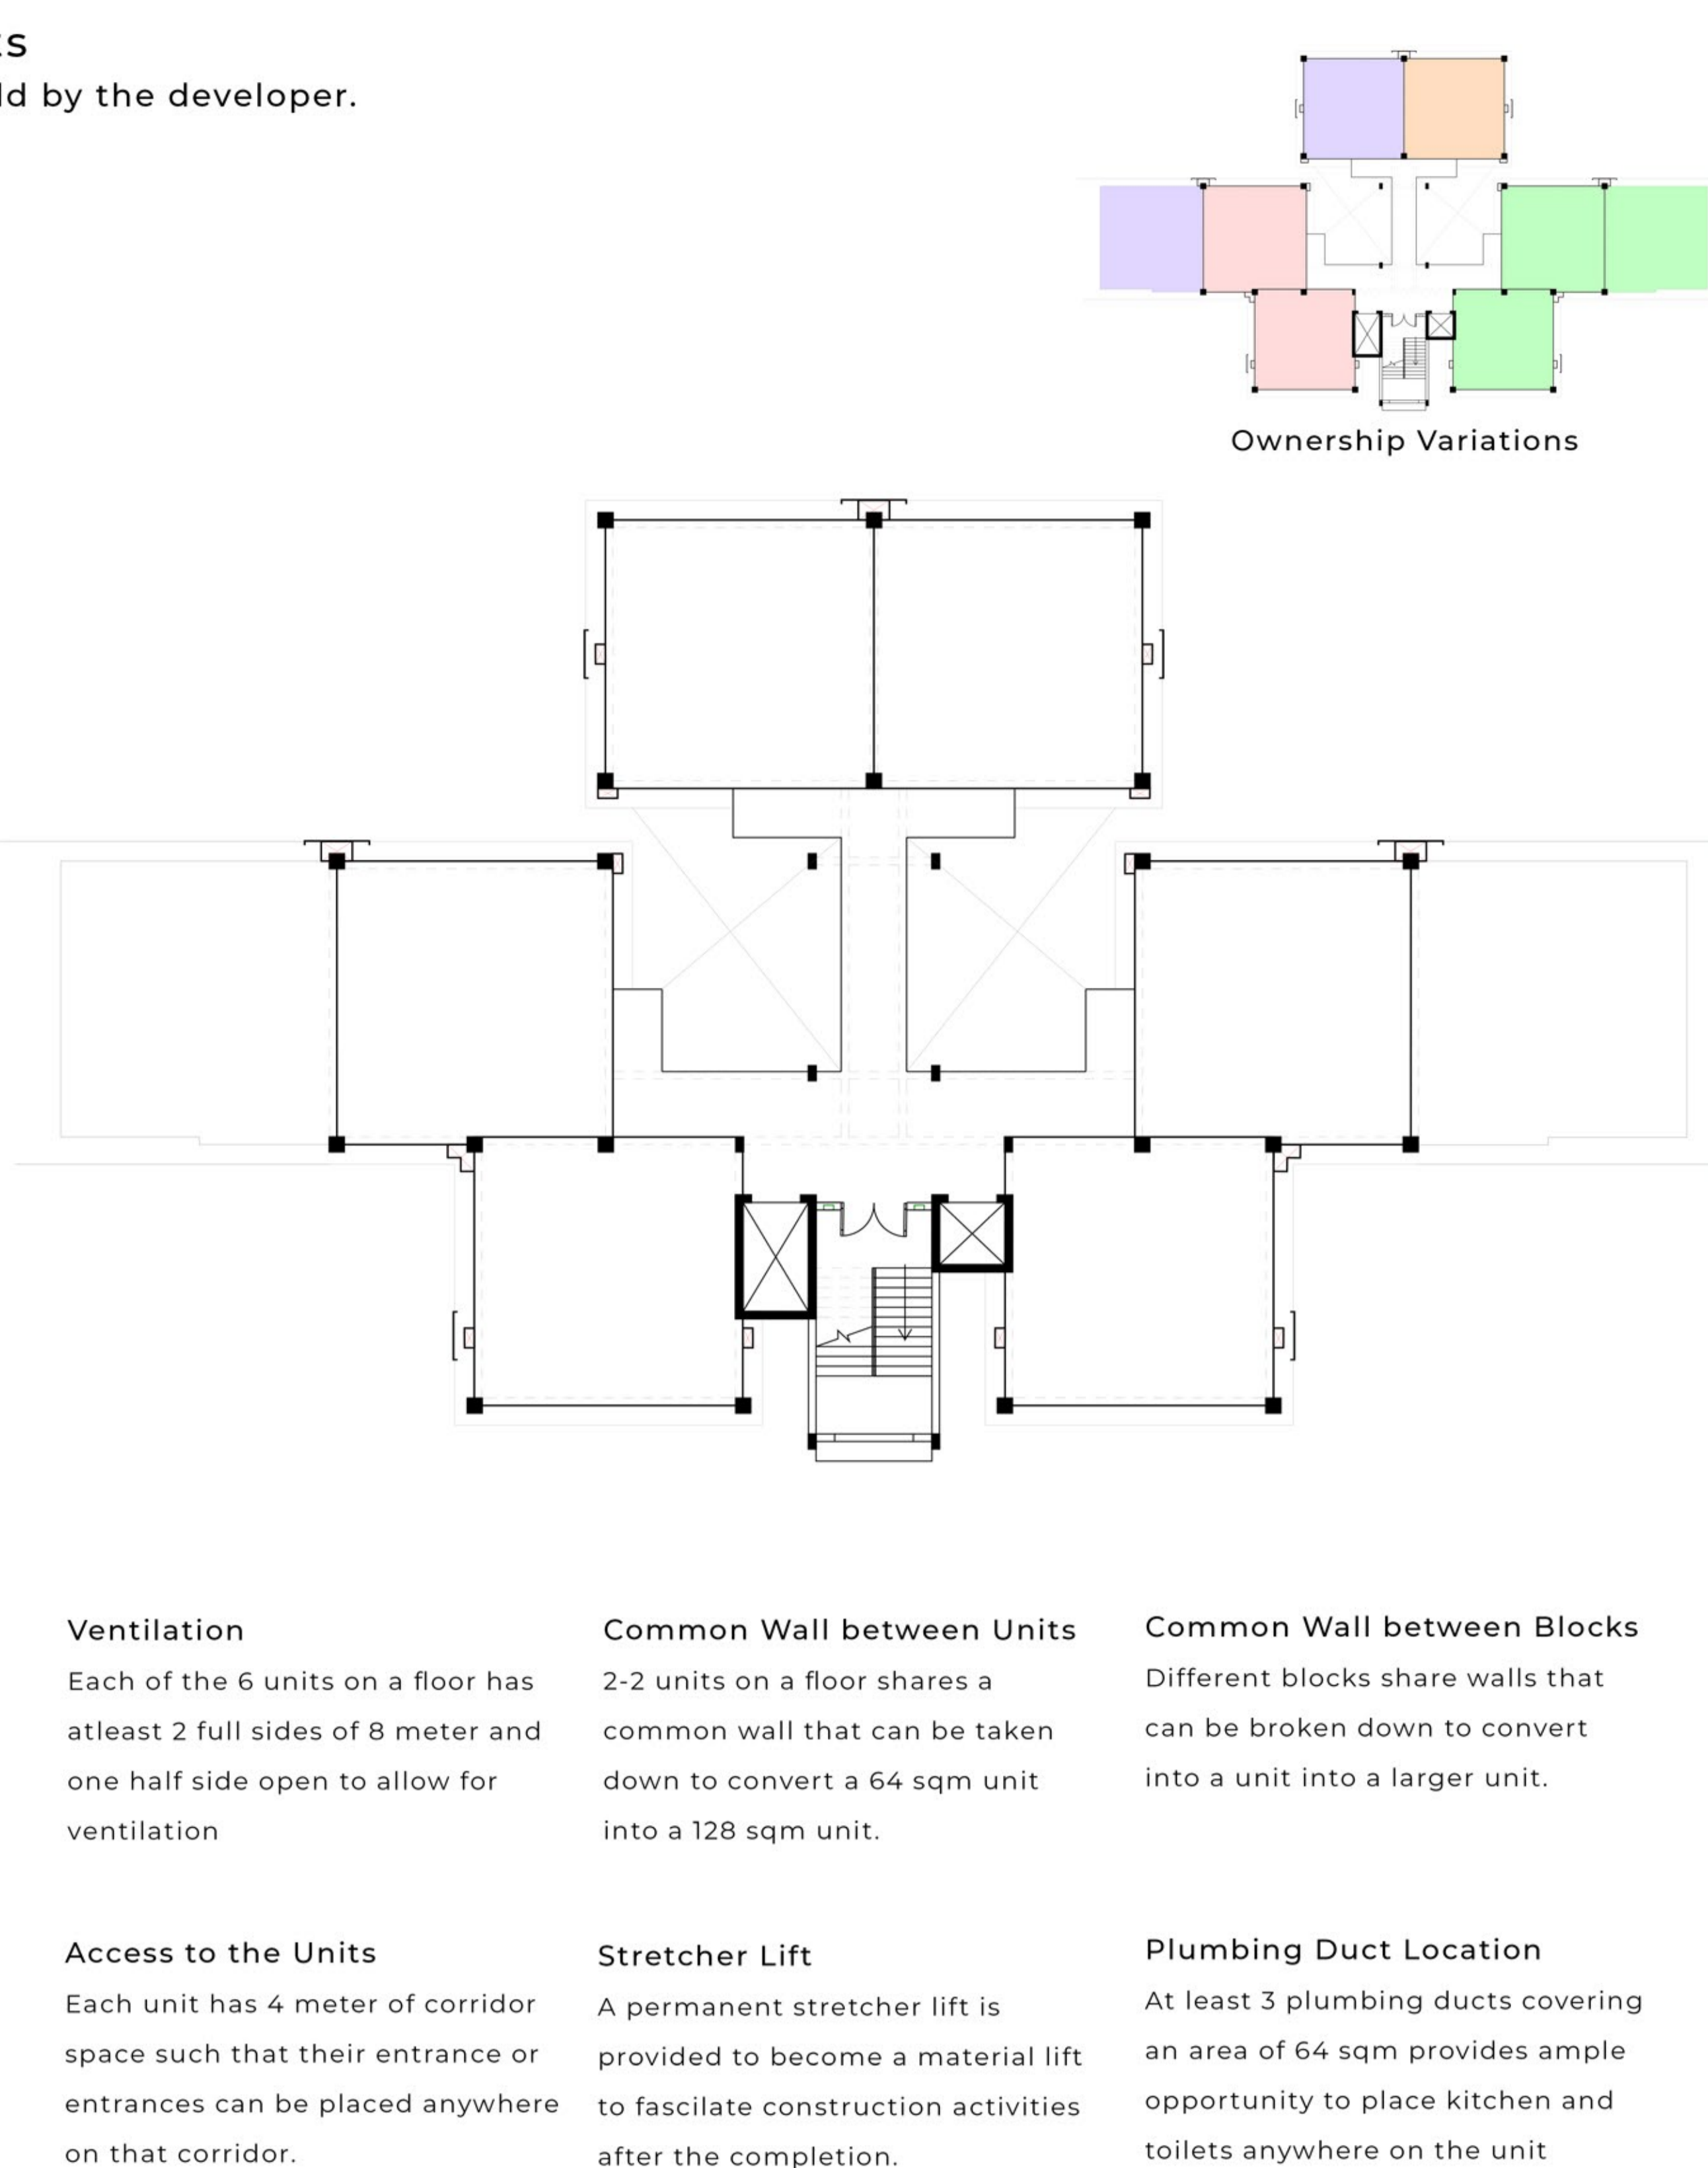 ld by the developer.
Ownership Variations
Ventilation
Each of the 6 units on a floor has
atleast 2 full sides of 8 meter and
one half side open to allow for
ventilation
Common Wall between Units
2-2 units on a floor shares a
common wall that can be taken
down to convert a 64 sqm unit
into a 128 sqm unit.
Common Wall between Blocks
Different blocks share walls that
can be broken down to convert
into a unit into a larger unit.
Access to the Units
Each unit has 4 meter of corridor
space such that their entrance or
entrances can be placed anywhere
on that corridor.
Stretcher Lift
A permanent stretcher lift is
provided to become a material lift
to fascilate construction activities
after the completion.
Plumbing Duct Location
At least 3 plumbing ducts covering
an area of 64 sqm provides ample
opportunity to place kitchen and
toilets anywhere on the unit